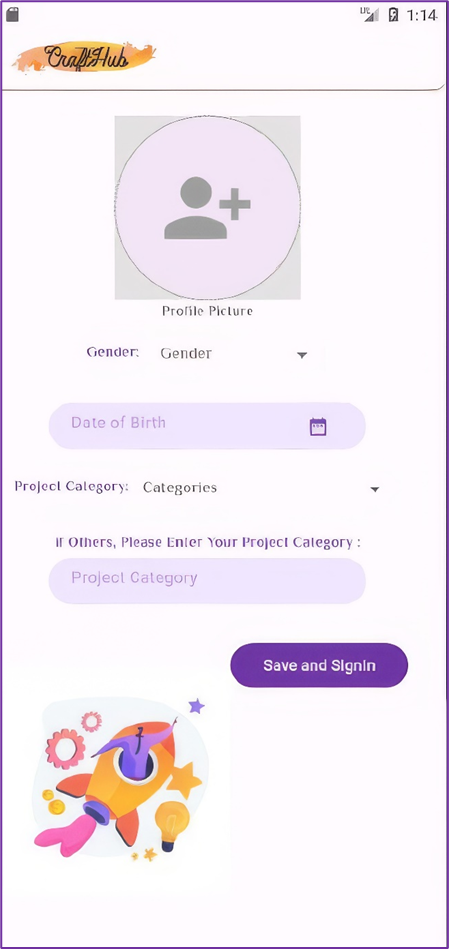 LTE 1:14
CraftHub
Profile Picture
Gender: Gender
Date of Birth
Project Category: Categories
If Others, Please Enter Your Project Category :
Project Category
Save and SignIn